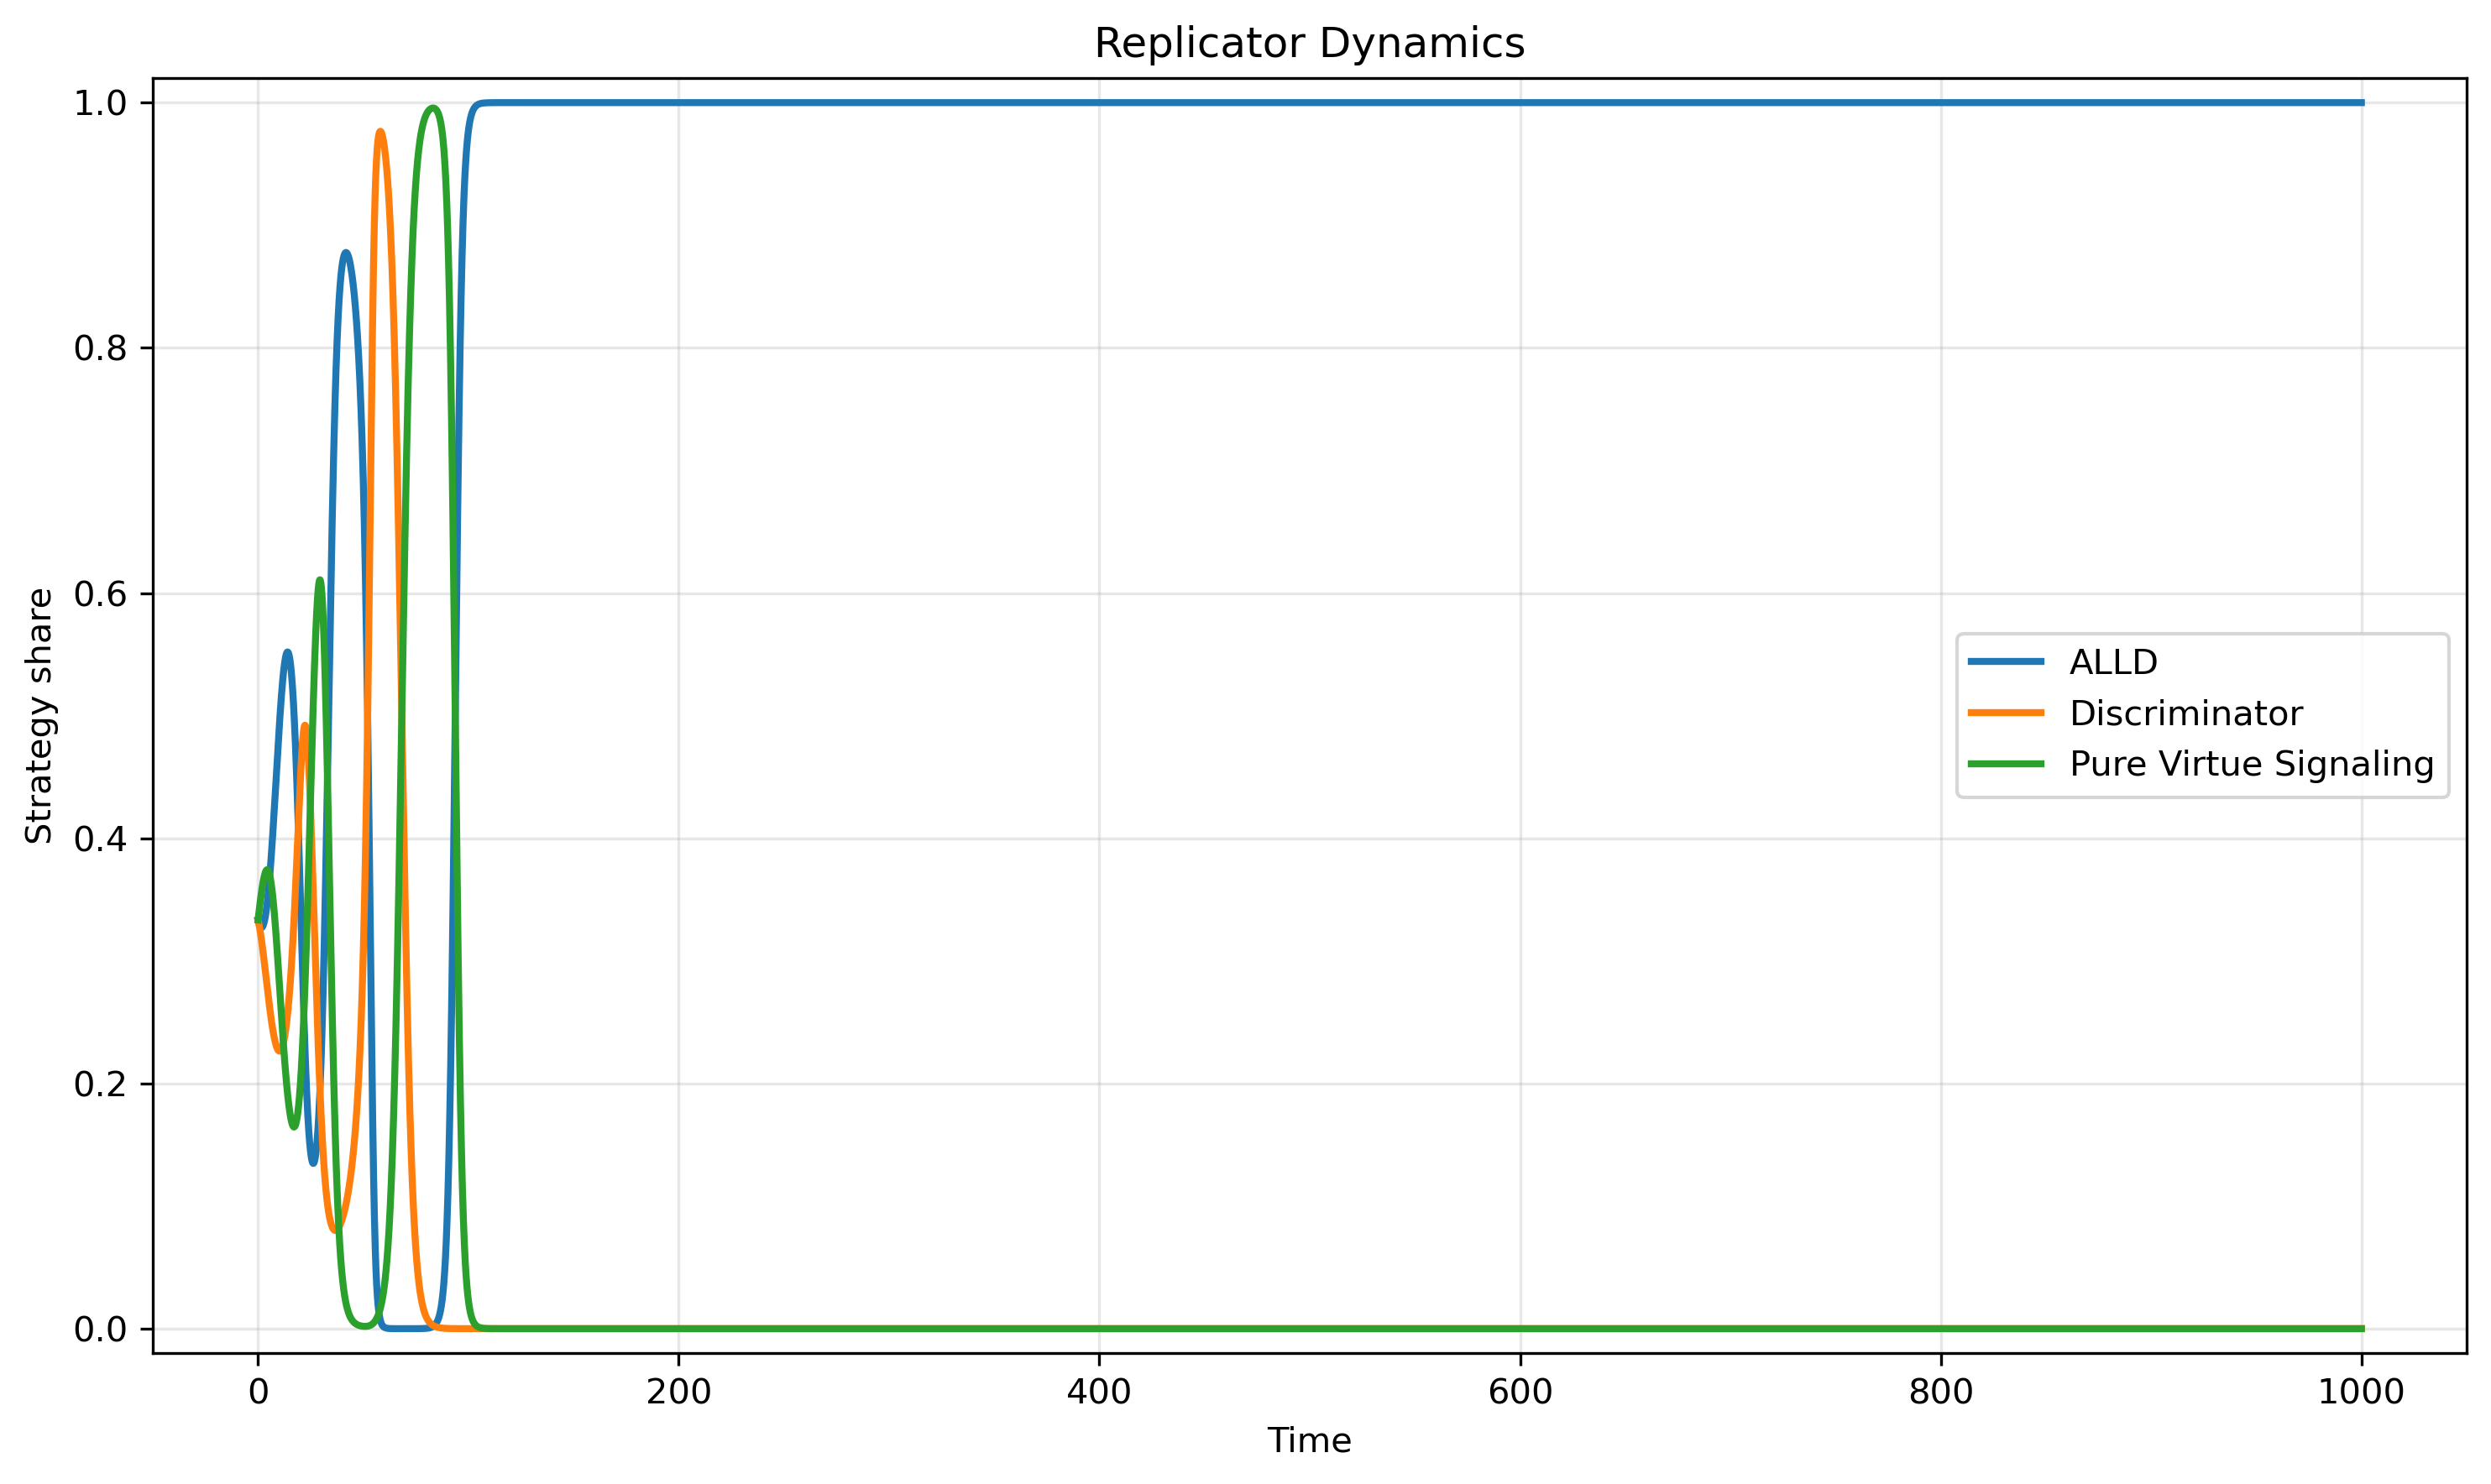 Replicator Dynamics
1.0
0.8
0.6
0.4
0.2
0.0
Strategy share
ALLD
Discriminator
Pure Virtue Signaling
0 200 400 600 800 1000
Time